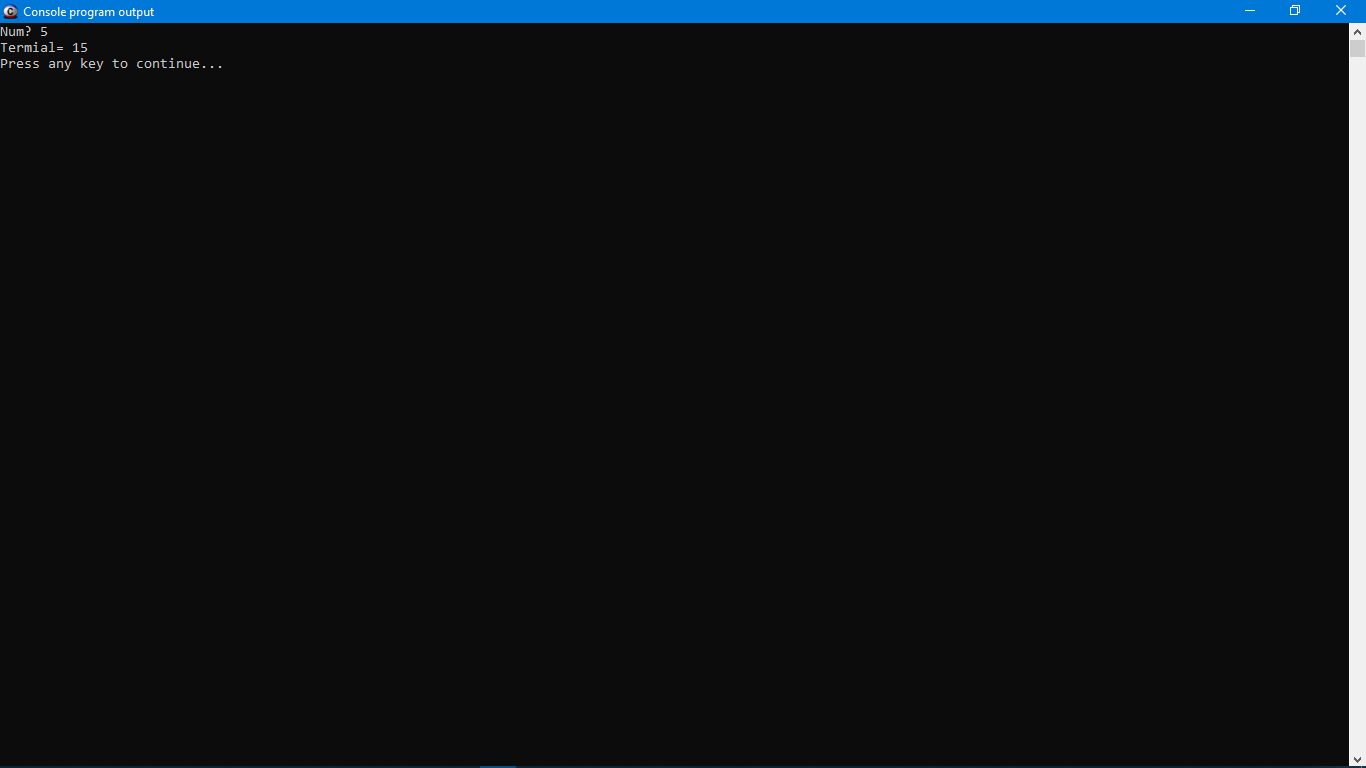 Console program output
Num? 5
Termial= 15
Press any key to continue...